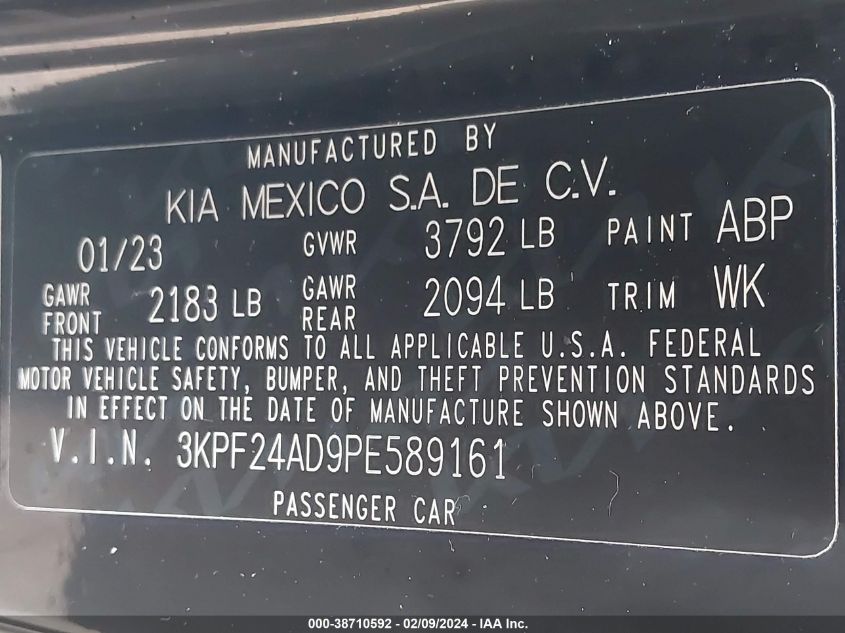 MANUFACTURED BY
KIA MEXICO S.A. DE C.V.
01/23 GVWR 3792 LB PAINT ABP
GAWR FRONT 2183 LB GAWR REAR 2094 LB TRIM WK
THIS VEHICLE CONFORMS TO ALL APPLICABLE U.S.A. FEDERAL
MOTOR VEHICLE SAFETY, BUMPER, AND THEFT PREVENTION STANDARDS
IN EFFECT ON THE DATE OF MANUFACTURE SHOWN ABOVE.
V.I.N. 3KPF24AD9PE589161
PASSENGER CAR
000-38710592 - 02/09/2024 - IAA Inc.